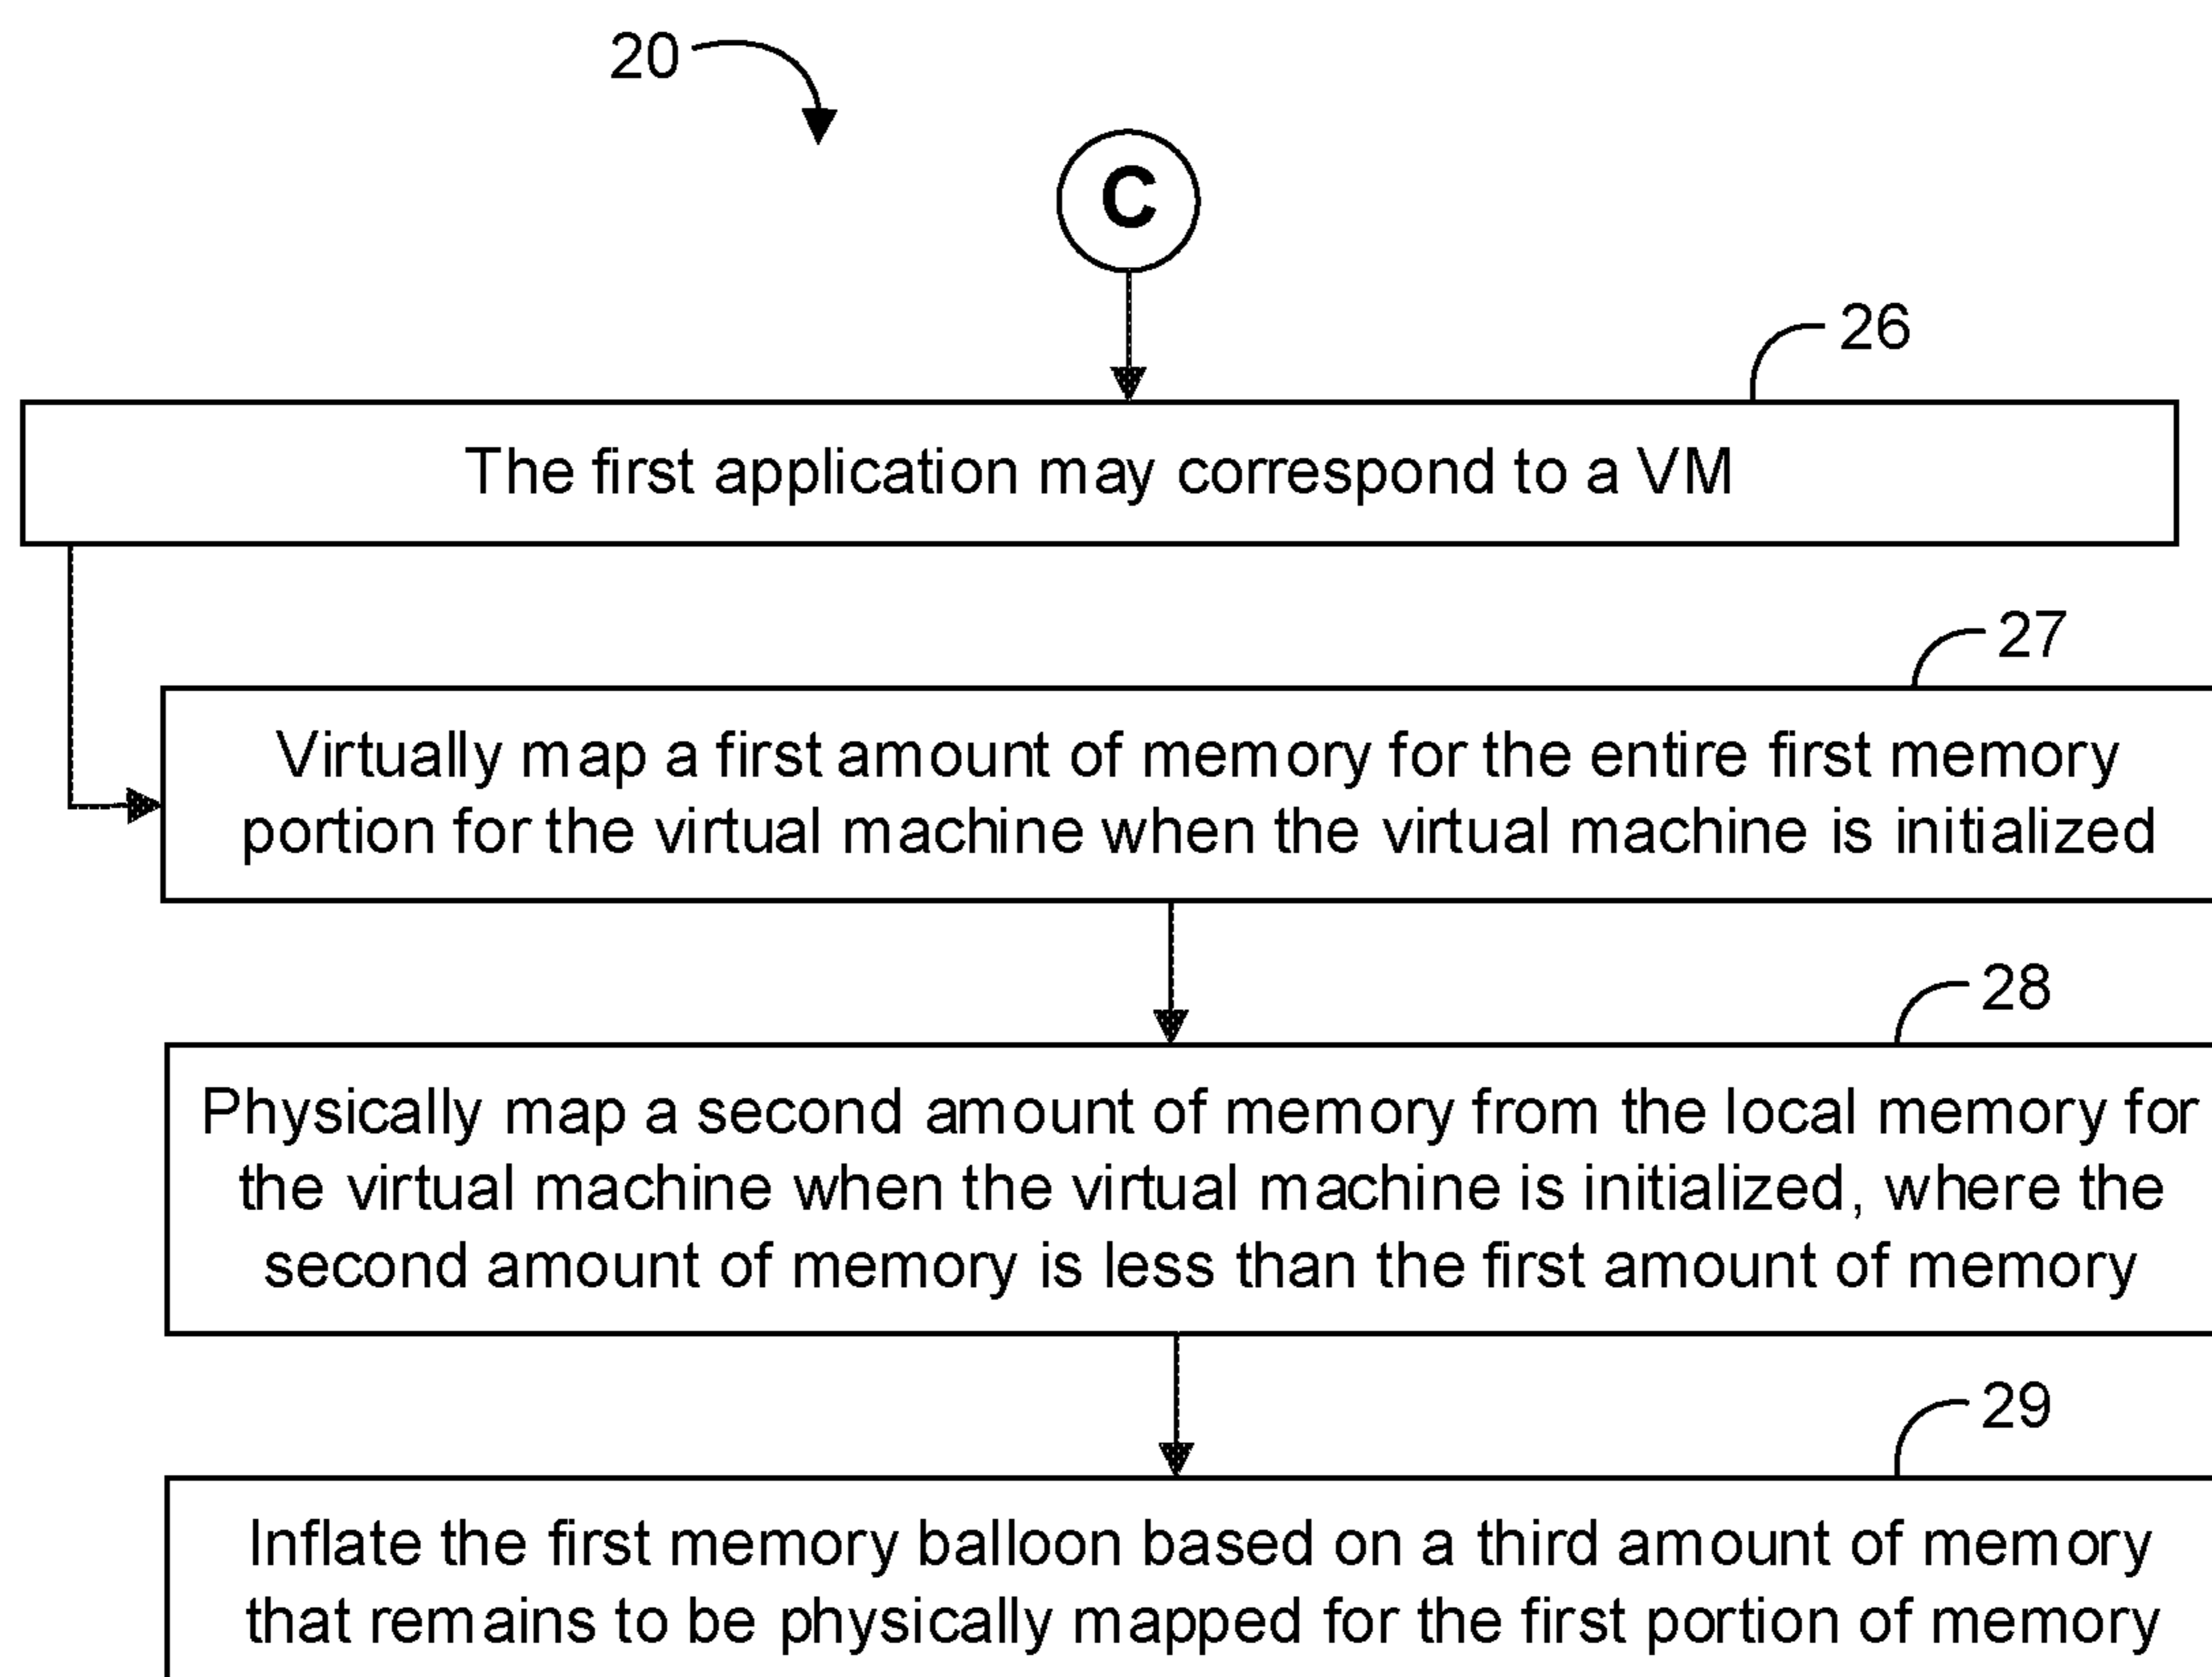 20
C
26
The first application may correspond to a VM
27
Virtually map a first amount of memory for the entire first memory
portion for the virtual machine when the virtual machine is initialized
28
Physically map a second amount of memory from the local memory for
the virtual machine when the virtual machine is initialized, where the
second amount of memory is less than the first amount of memory
29
Inflate the first memory balloon based on a third amount of memory
that remains to be physically mapped for the first portion of memory